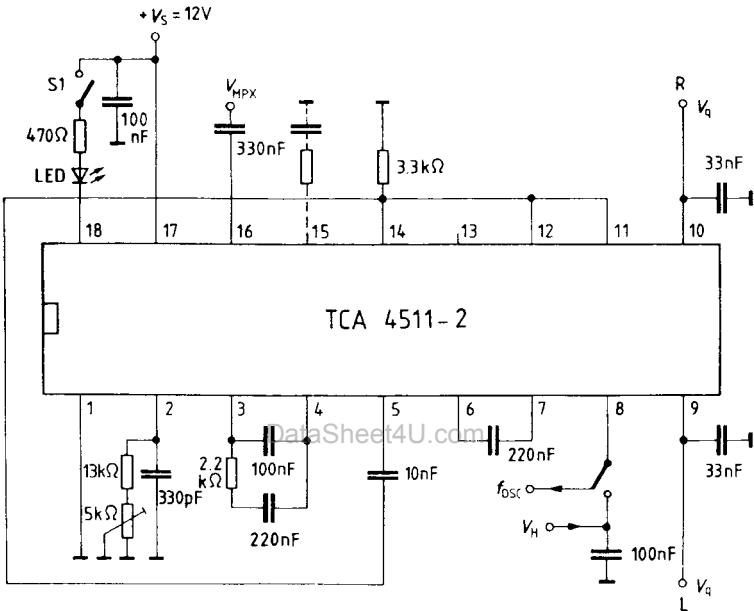 + VS = 12V
S1
100 nF
470Ω
LED
VMPX
330nF
3.3kΩ
R
Vq
33nF
18 17 16 15 14 13 12 11 10
TCA 4511-2
1 2 3 4 5 6 7 8 9
DataSheet4U.com
13kΩ
5kΩ
330pF
2.2 kΩ
100nF
220nF
10nF
220nF
fOSC
VH
100nF
33nF
Vq
L